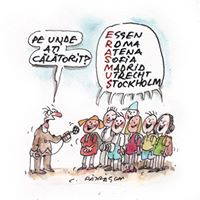 PE UNDE
AȚI
CĂLĂTORIT?
ESSEN
ROMA
ATENA
SOFIA
MADRID
UTRECHT
STOCKHOLM